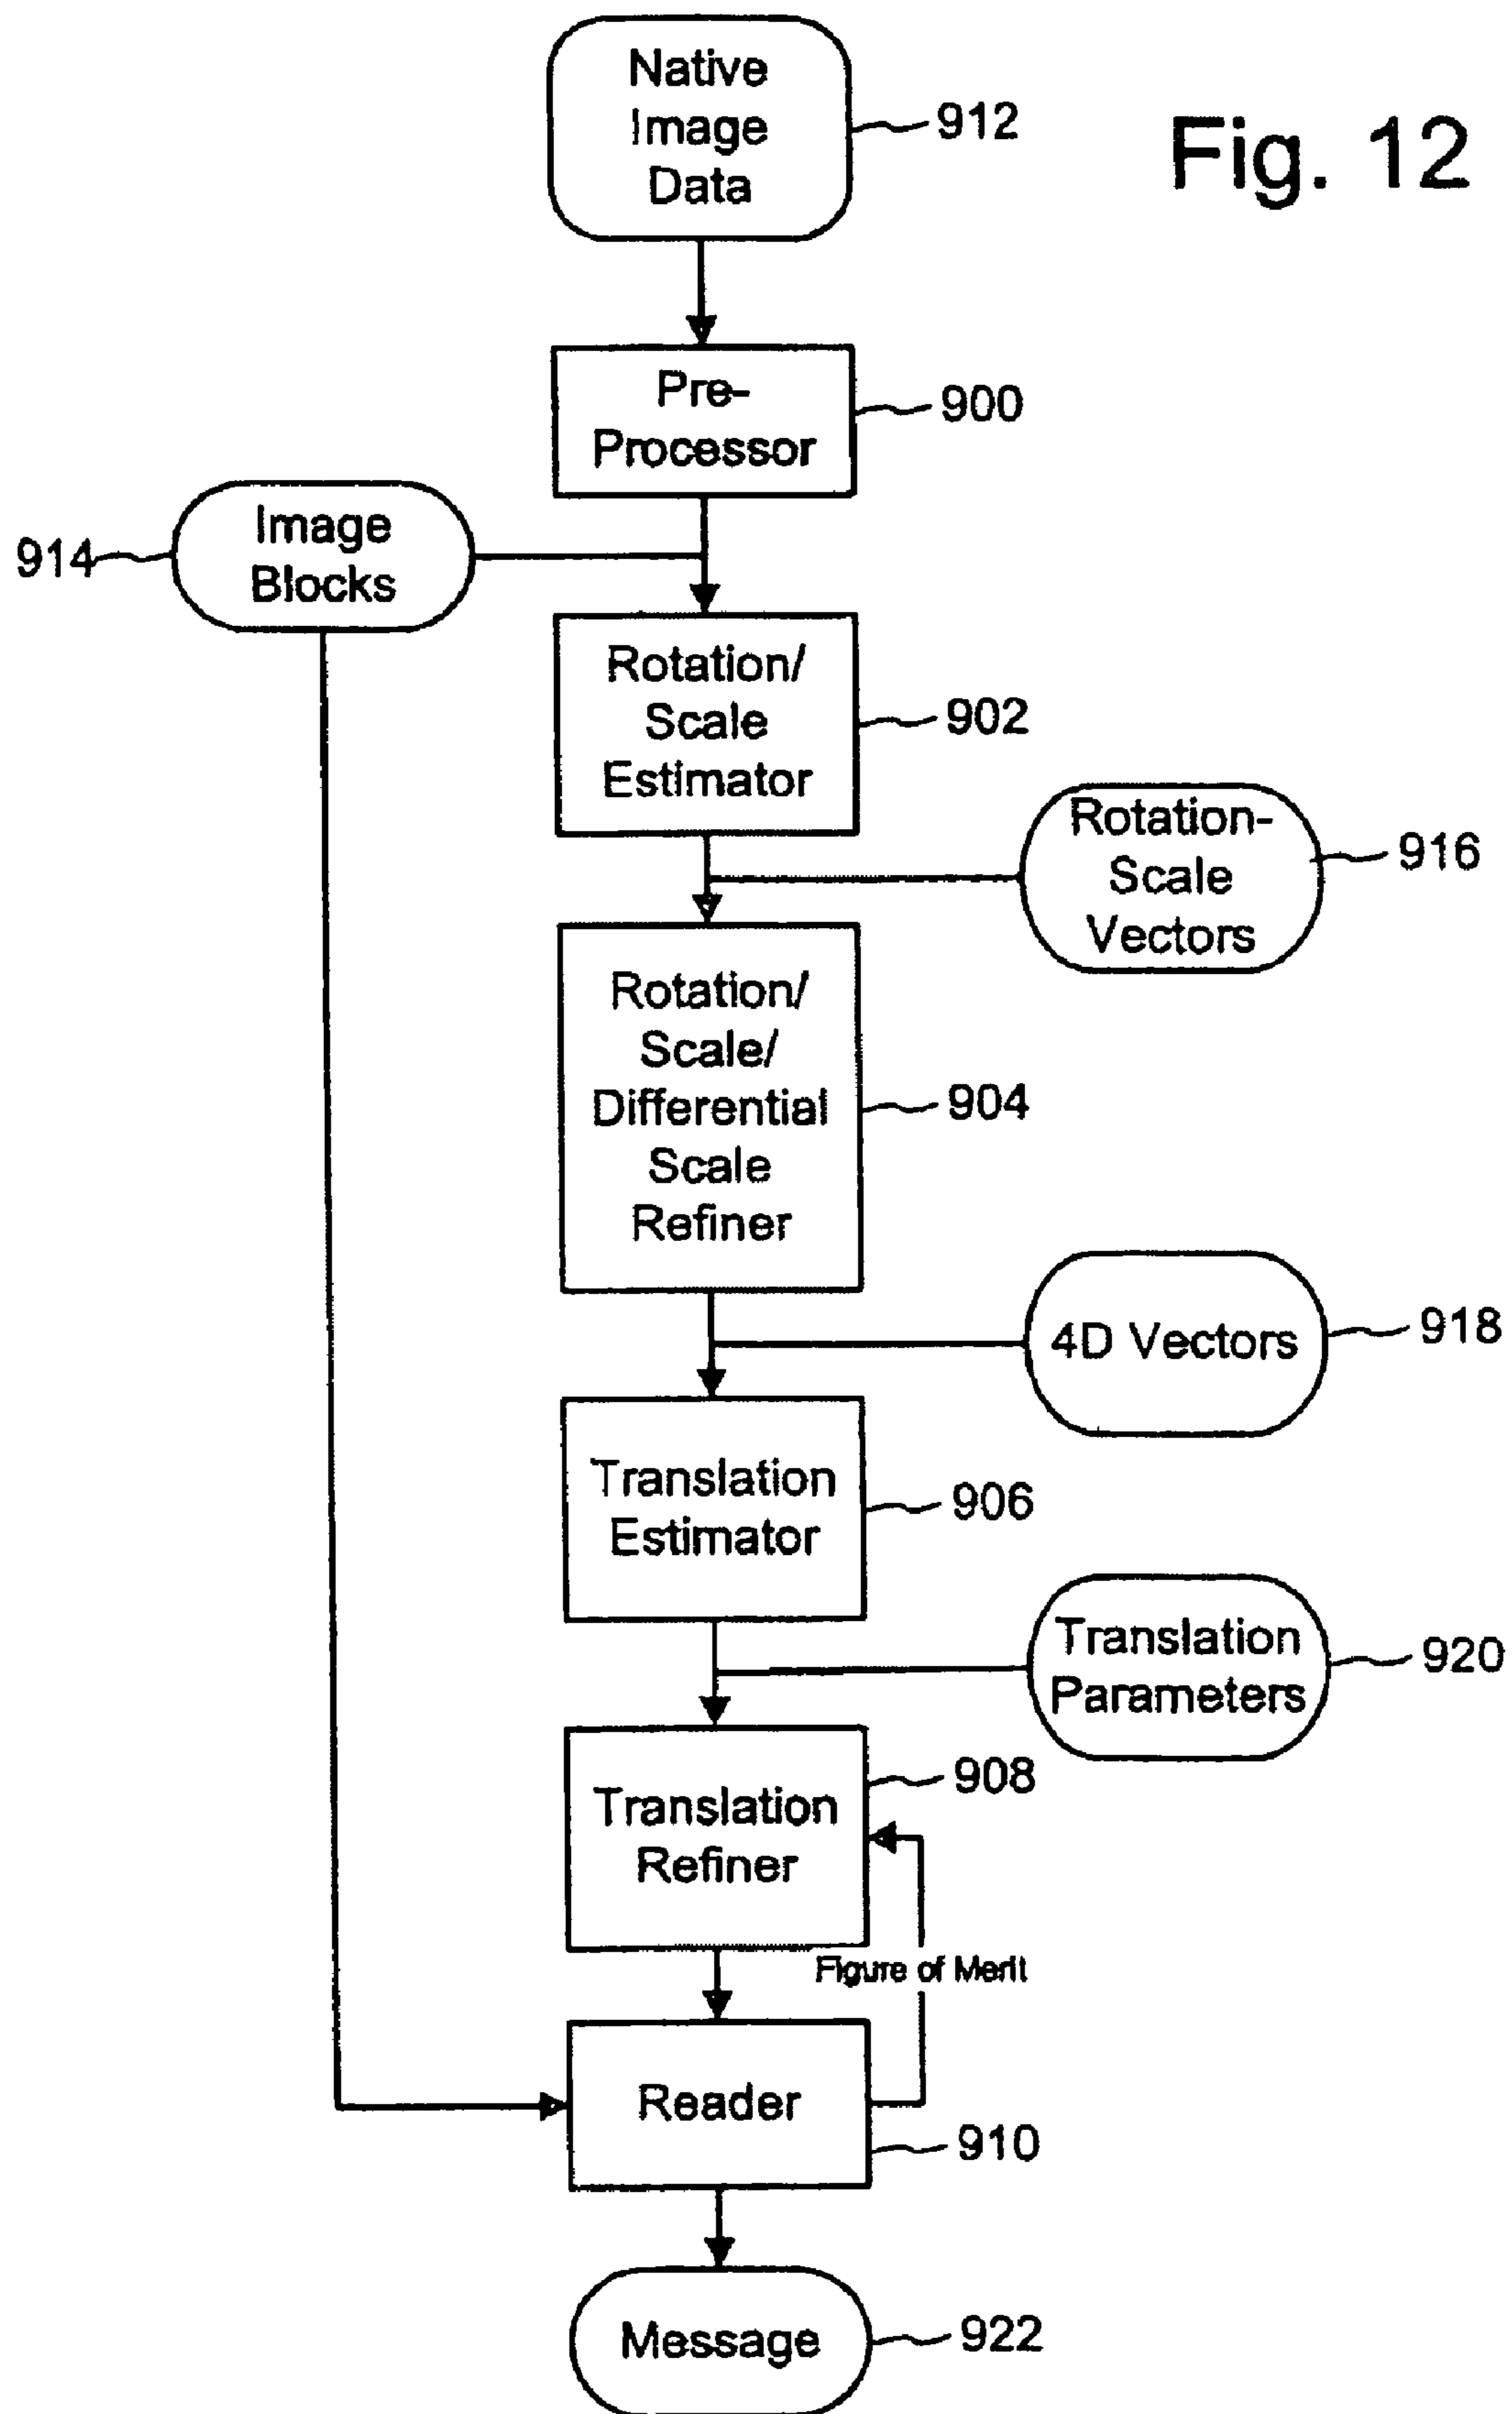 Fig. 12
Native
Image
Data
912
Pre-
Processor
900
Image
Blocks
914
Rotation/
Scale
Estimator
902
Rotation-
Scale
Vectors
916
Rotation/
Scale/
Differential
Scale
Refiner
904
4D Vectors
918
Translation
Estimator
906
Translation
Parameters
920
Translation
Refiner
908
Figure of Merit
Reader
910
Message
922